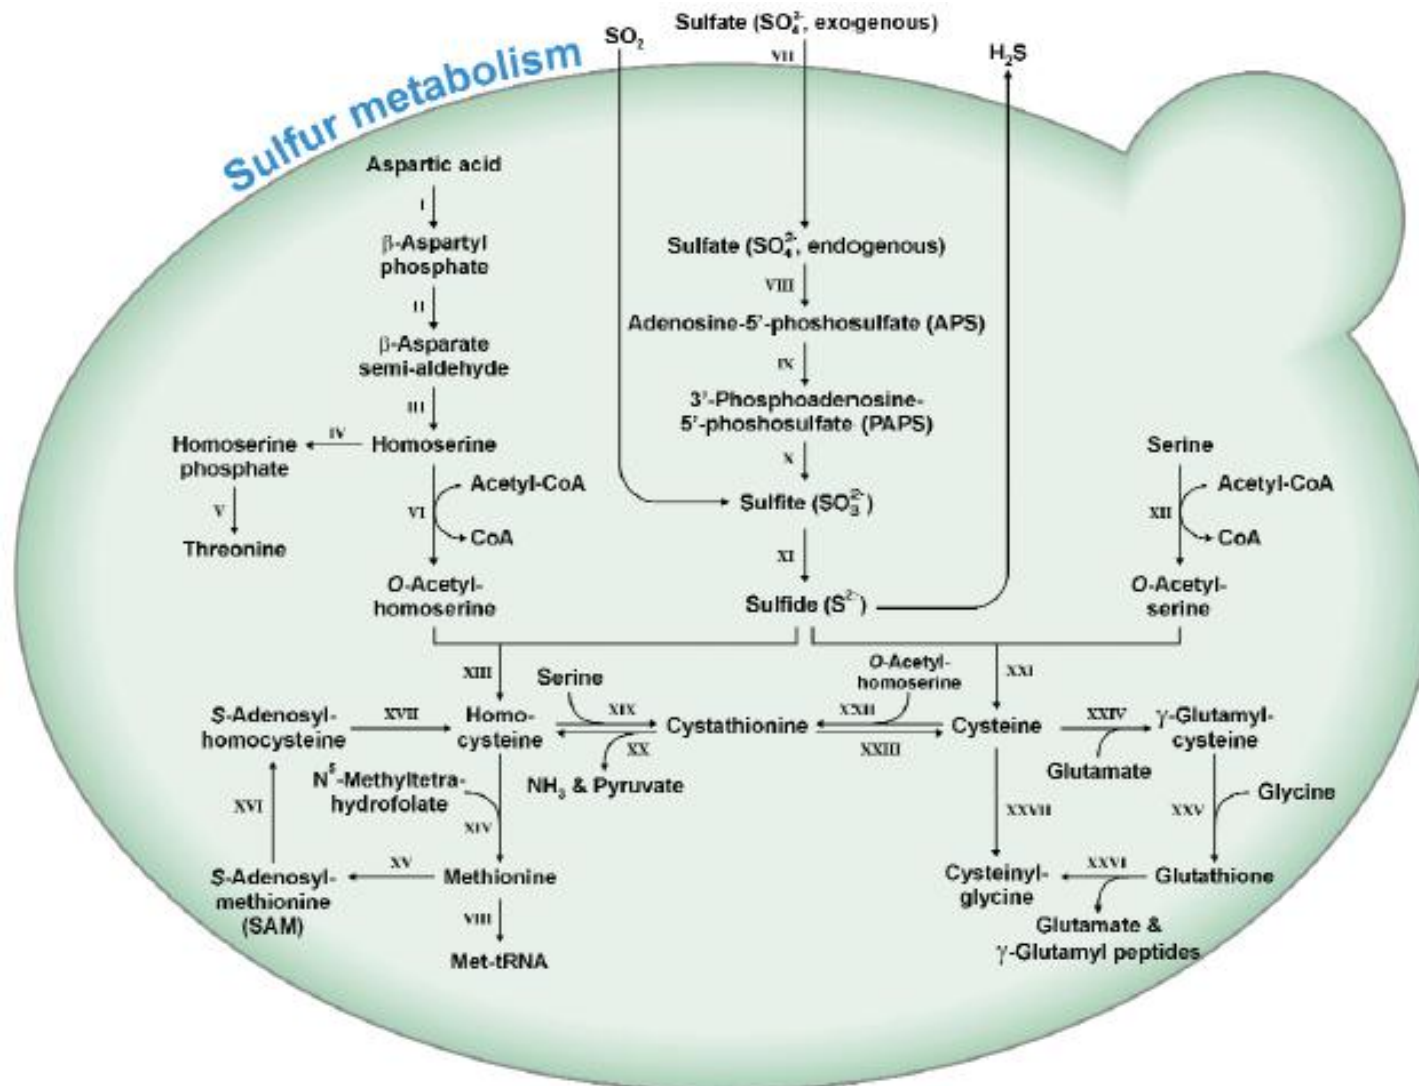 Sulfur metabolism
SO2
Sulfate (SO4 2-, exogenous)
VII
H2S
Aspartic acid
I
β-Aspartyl
phosphate
II
β-Asparate
semi-aldehyde
III
Homoserine
IV
Homoserine
phosphate
V
Threonine
VI
Acetyl-CoA
CoA
O-Acetyl-
homoserine
Sulfate (SO4 2-, endogenous)
VIII
Adenosine-5'-phoshosulfate (APS)
IX
3'-Phosphoadenosine-
5'-phoshosulfate (PAPS)
X
Sulfite (SO3 2-)
XI
Sulfide (S2-)
Serine
XII
Acetyl-CoA
CoA
O-Acetyl-
serine
XIII
Serine
O-Acetyl-
homoserine
XXI
S-Adenosyl-
homocysteine
XVII
Homo-
cysteine
XIX
XX
NH3 & Pyruvate
Cystathionine
XXII
XXIII
Cysteine
XXIV
Glutamate
γ-Glutamyl-
cysteine
N5-Methyltetra-
hydrofolate
XVI
XIV
XXVII
XXV
Glycine
S-Adenosyl-
methionine
(SAM)
XV
Methionine
VIII
Met-tRNA
Cysteinyl-
glycine
XXVI
Glutathione
Glutamate &
γ-Glutamyl peptides